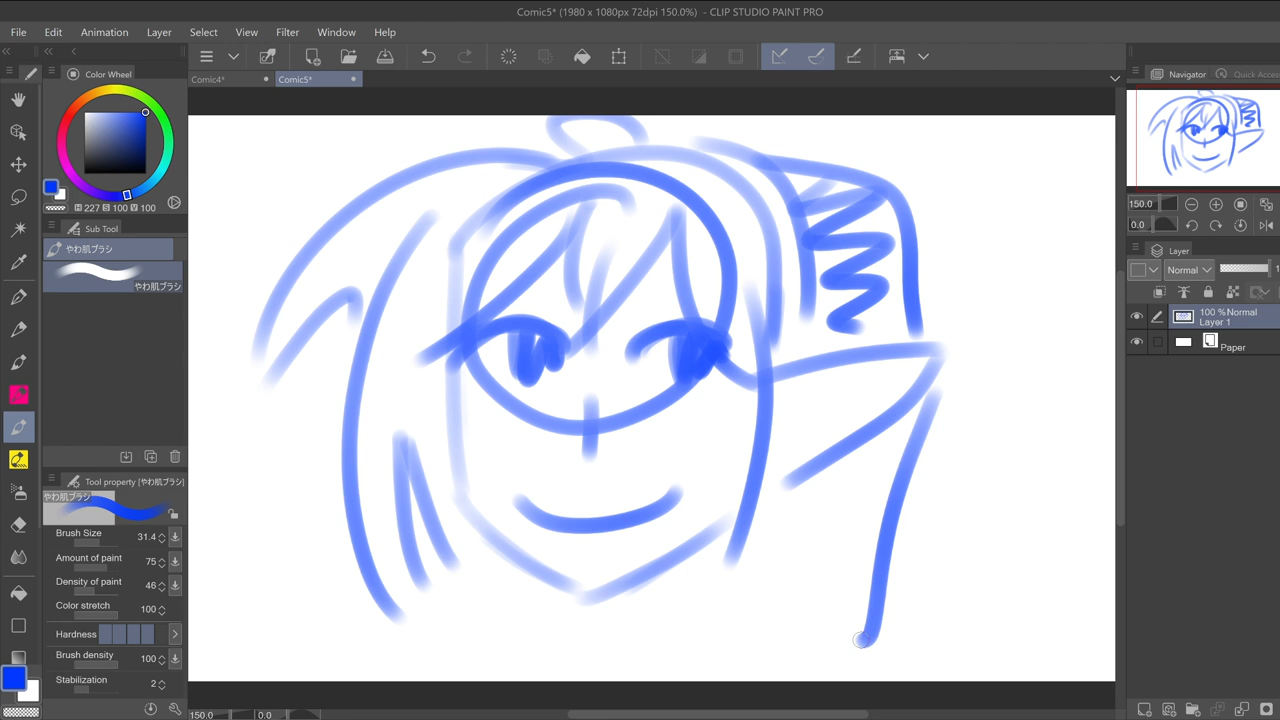 Comic5* (1980 x 1080px 72dpi 150.0%) - CLIP STUDIO PAINT PRO
File Edit Animation Layer Select View Filter Window Help
Color Wheel
Comic4*
Comic5*
Navigator
Quick Access
H 227 S 100 V 100
Sub Tool
やわ肌ブラシ
やわ肌ブラシ
150.0
0.0
Layer
Normal
100 % Normal
Layer 1
Paper
Tool property [やわ肌ブラシ]
やわ肌ブラシ
Brush Size 31.4
Amount of paint 75
Density of paint 46
Color stretch 100
Hardness
Brush density 100
Stabilization 2
150.0 0.0